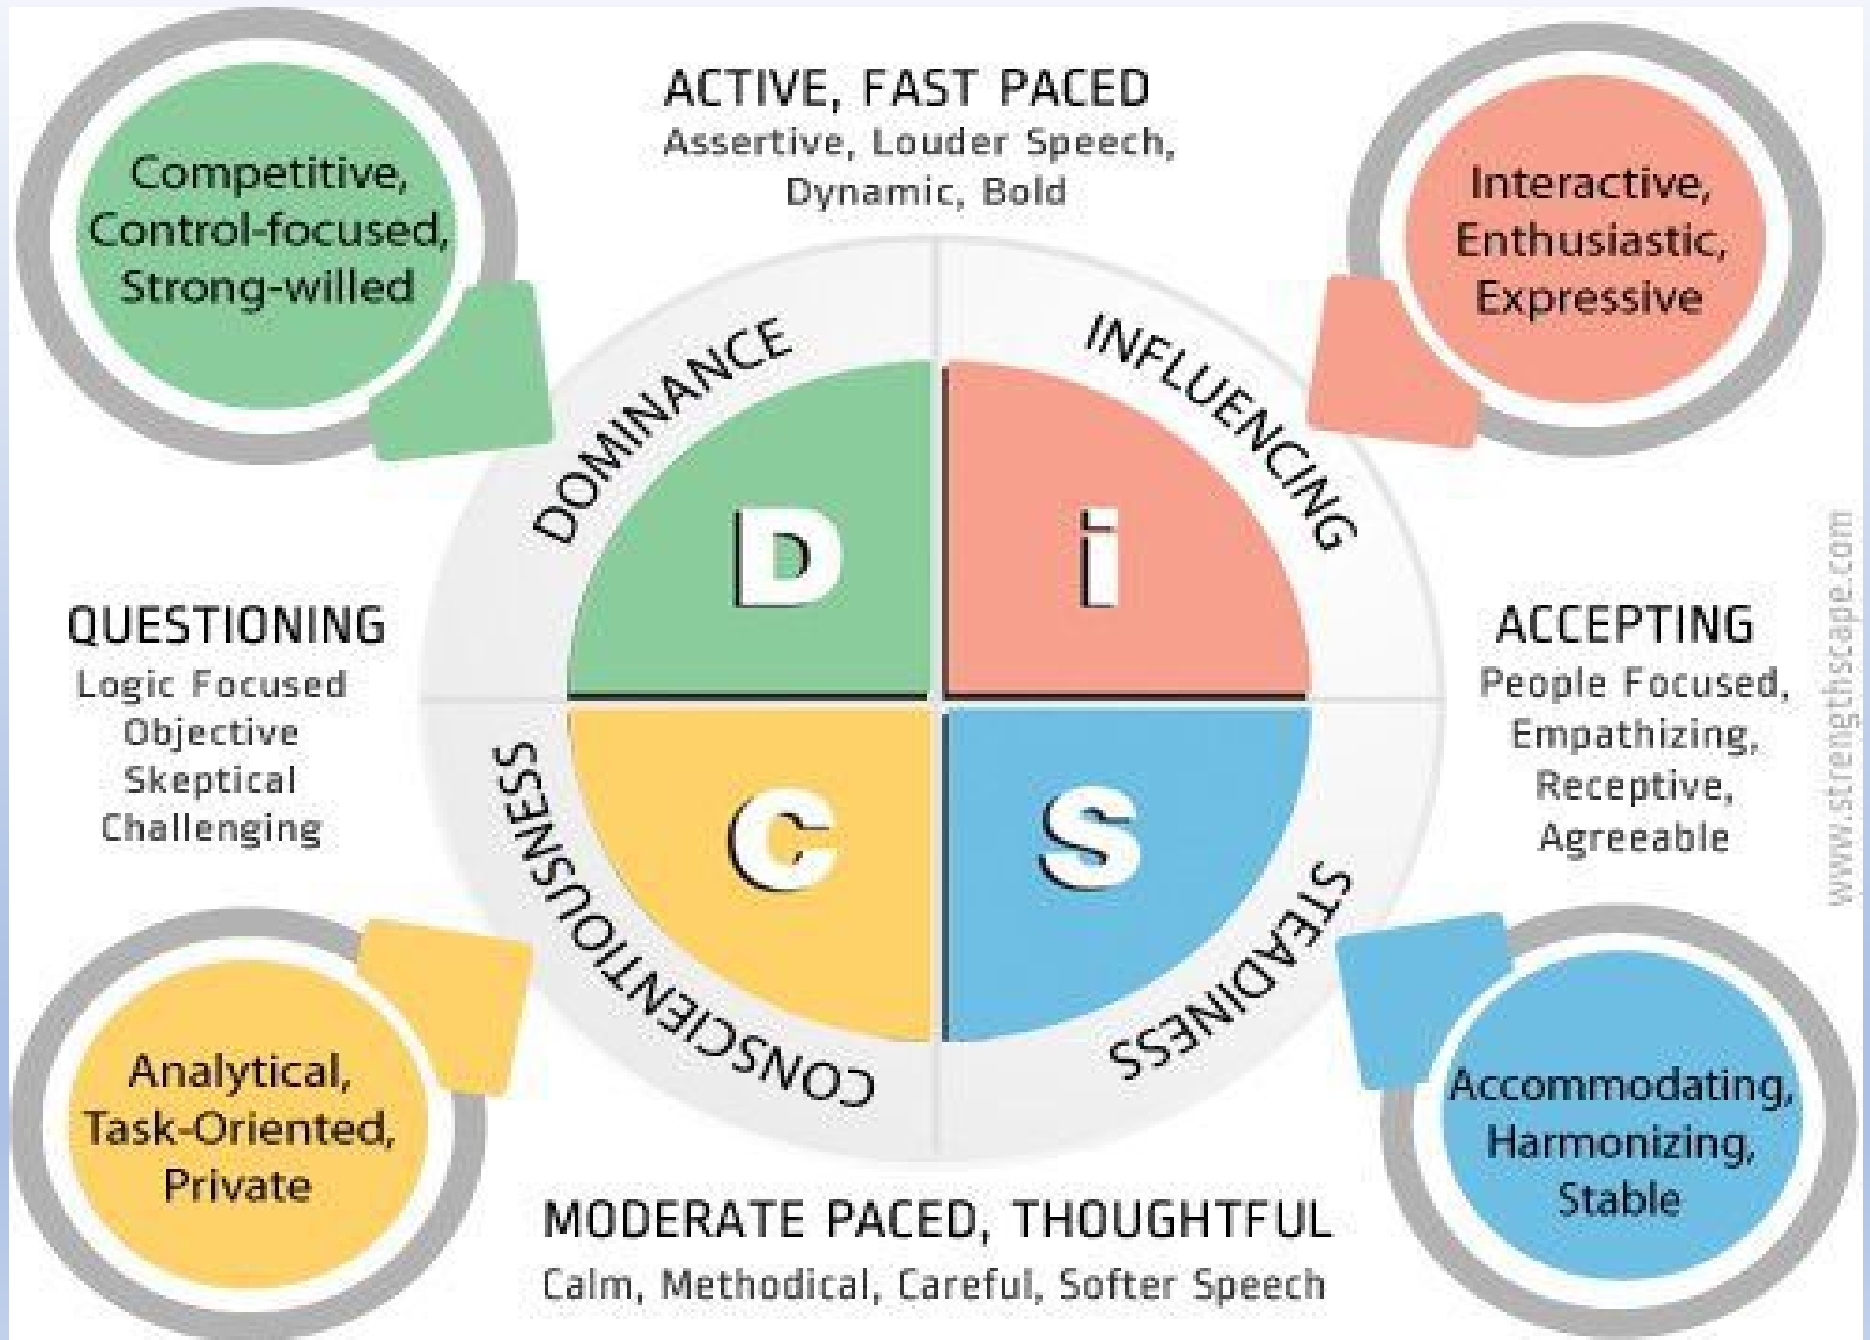 ACTIVE, FAST PACED
Assertive, Louder Speech,
Dynamic, Bold
Competitive,
Control-focused,
Strong-willed
Interactive,
Enthusiastic,
Expressive
DOMINANCE
INFLUENCING
D
i
QUESTIONING
Logic Focused
Objective
Skeptical
Challenging
ACCEPTING
People Focused,
Empathizing,
Receptive,
Agreeable
www.strengthscape.com
C
S
CONSCIENTIOUSNESS
STEADINESS
Analytical,
Task-Oriented,
Private
Accommodating,
Harmonizing,
Stable
MODERATE PACED, THOUGHTFUL
Calm, Methodical, Careful, Softer Speech